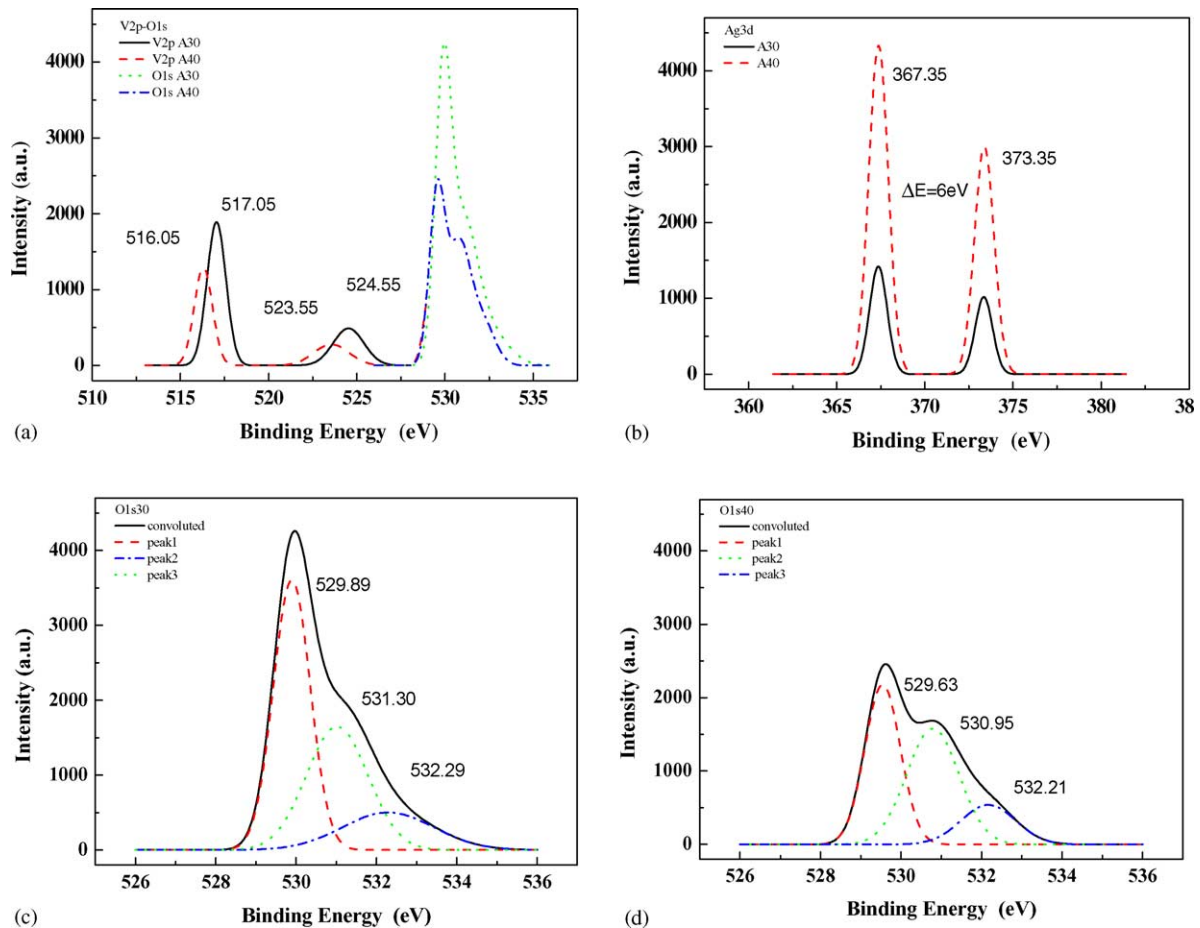 V2p-O1s
V2p A30
V2p A40
O1s A30
O1s A40
4000
3000
2000
1000
0
Intensity (a.u.)
516.05
517.05
523.55
524.55
510
515
520
525
530
535
Binding Energy (eV)
(a)
Ag3d
A30
A40
4000
3000
2000
1000
0
Intensity (a.u.)
367.35
373.35
ΔE=6eV
360
365
370
375
380
38
Binding Energy (eV)
(b)
O1s30
convoluted
peak1
peak2
peak3
4000
3000
2000
1000
0
Intensity (a.u.)
529.89
531.30
532.29
526
528
530
532
534
536
Binding Energy (eV)
(c)
O1s40
convoluted
peak1
peak2
peak3
4000
3000
2000
1000
0
Intensity (a.u.)
529.63
530.95
532.21
526
528
530
532
534
536
Binding Energy (eV)
(d)